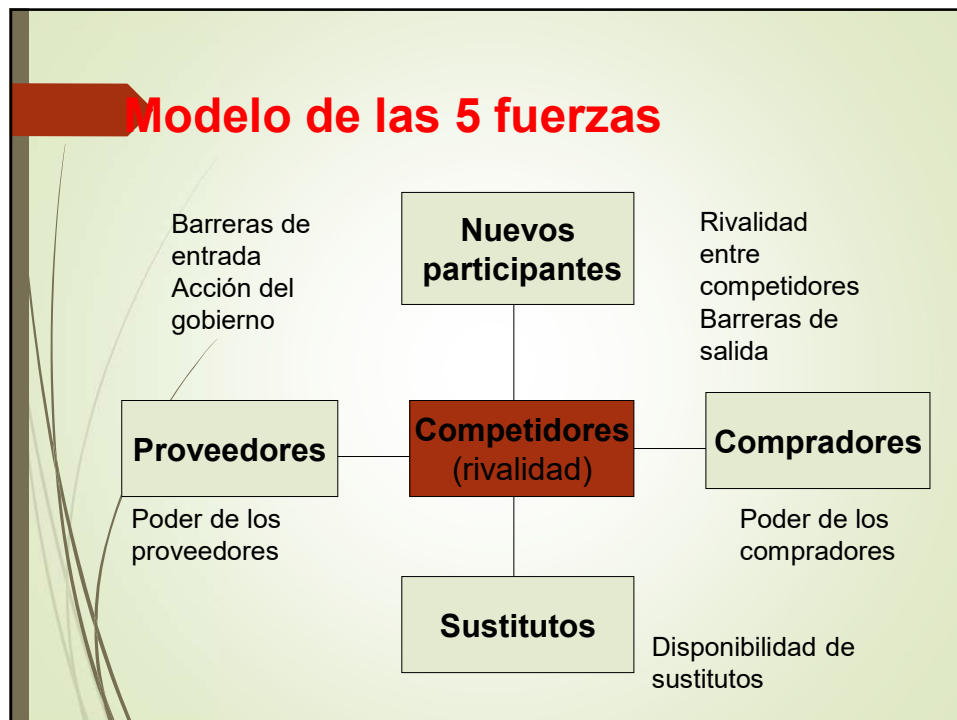 Modelo de las 5 fuerzas
Barreras de
entrada
Acción del
gobierno
Nuevos
participantes
Rivalidad
entre
competidores
Barreras de
salida
Proveedores
Competidores
(rivalidad)
Compradores
Poder de los
proveedores
Poder de los
compradores
Sustitutos
Disponibilidad de
sustitutos